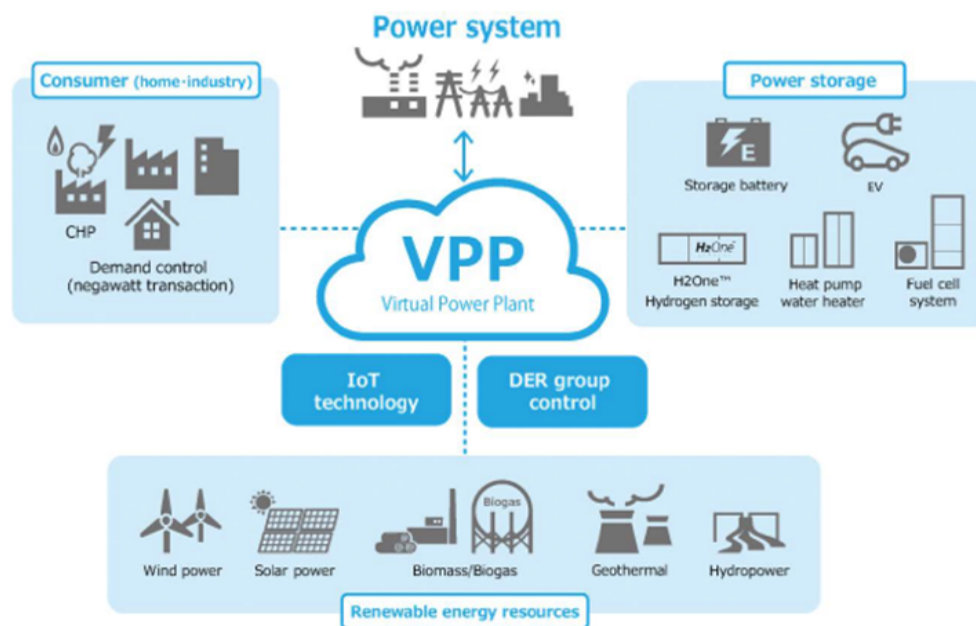 Power system
Consumer (home・industry)
CHP
Demand control
(negawatt transaction)
Power storage
E
Storage battery
EV
H2One
H2One™
Hydrogen storage
Heat pump
water heater
Fuel cell
system
VPP
Virtual Power Plant
IoT
technology
DER group
control
Wind power
Solar power
Biogas
Biomass/Biogas
Geothermal
Hydropower
Renewable energy resources